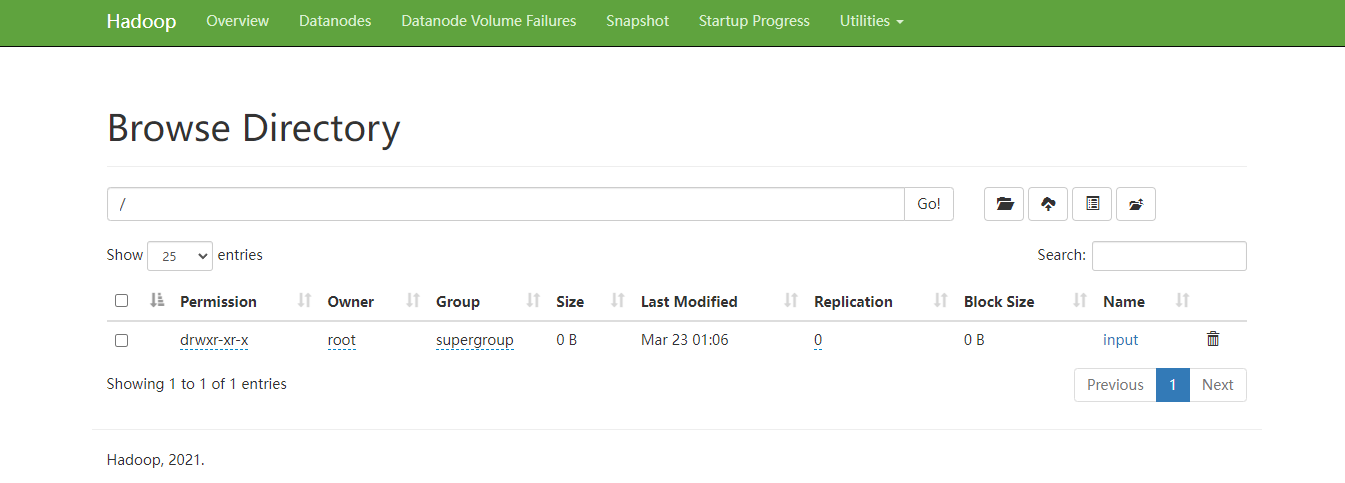 Hadoop Overview Datanodes Datanode Volume Failures Snapshot Startup Progress Utilities
Browse Directory
/ Go!
Show 25 entries Search:
Permission Owner Group Size Last Modified Replication Block Size Name
drwxr-xr-x root supergroup 0 B Mar 23 01:06 0 0 B input
Showing 1 to 1 of 1 entries Previous 1 Next
Hadoop, 2021.